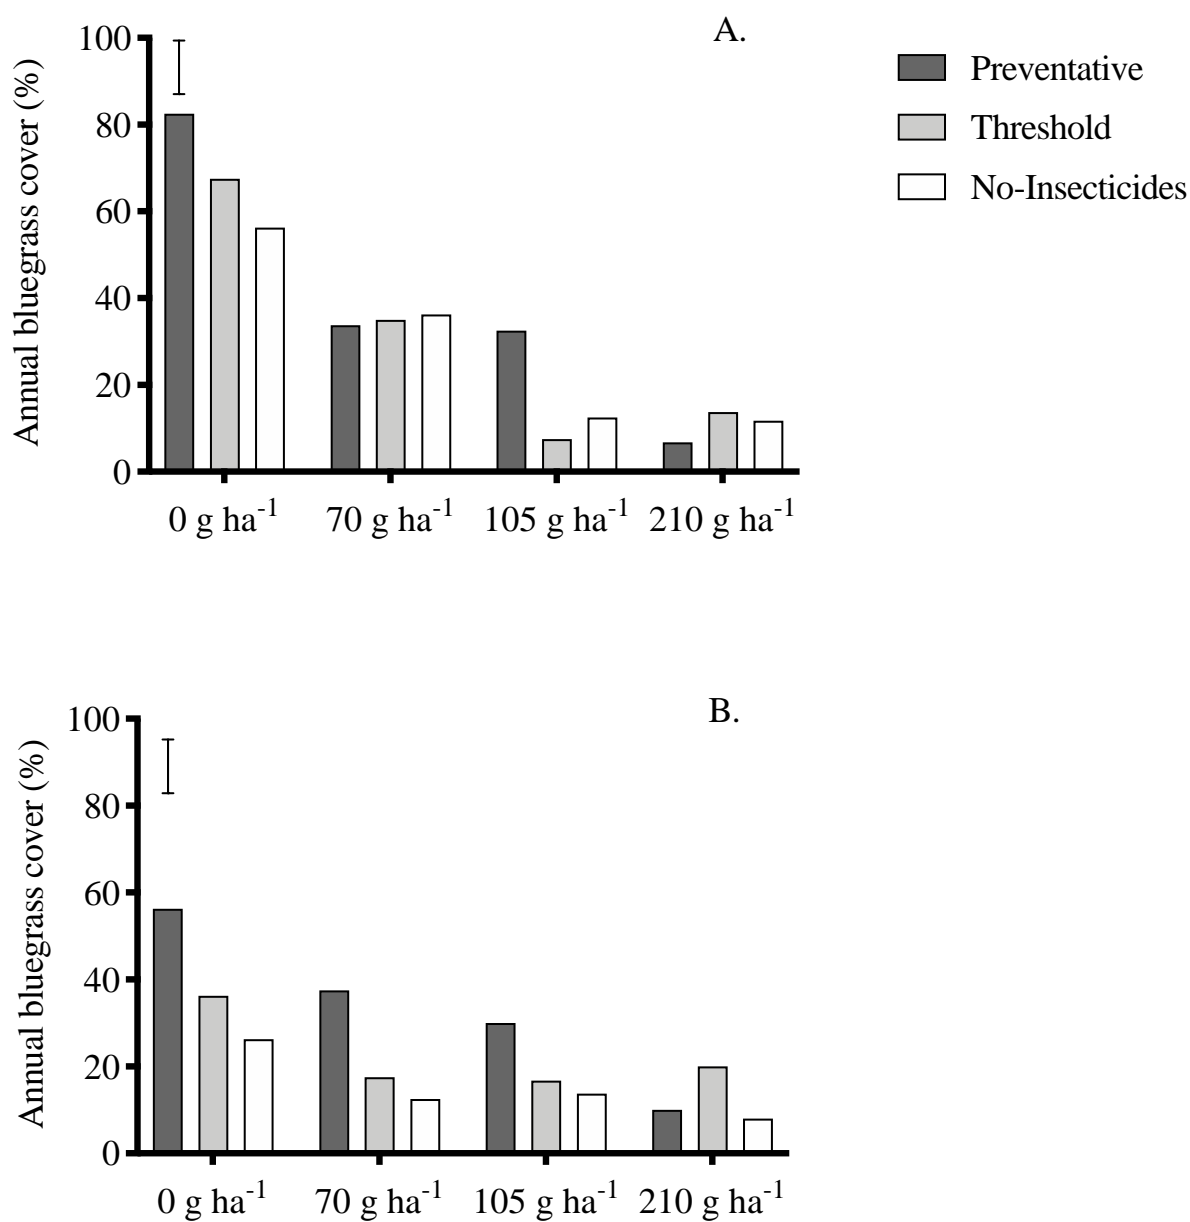 A.
Annual bluegrass cover (%)
100
80
60
40
20
0
0 g ha-1
70 g ha-1
105 g ha-1
210 g ha-1
Preventative
Threshold
No-Insecticides
B.
Annual bluegrass cover (%)
100
80
60
40
20
0
0 g ha-1
70 g ha-1
105 g ha-1
210 g ha-1